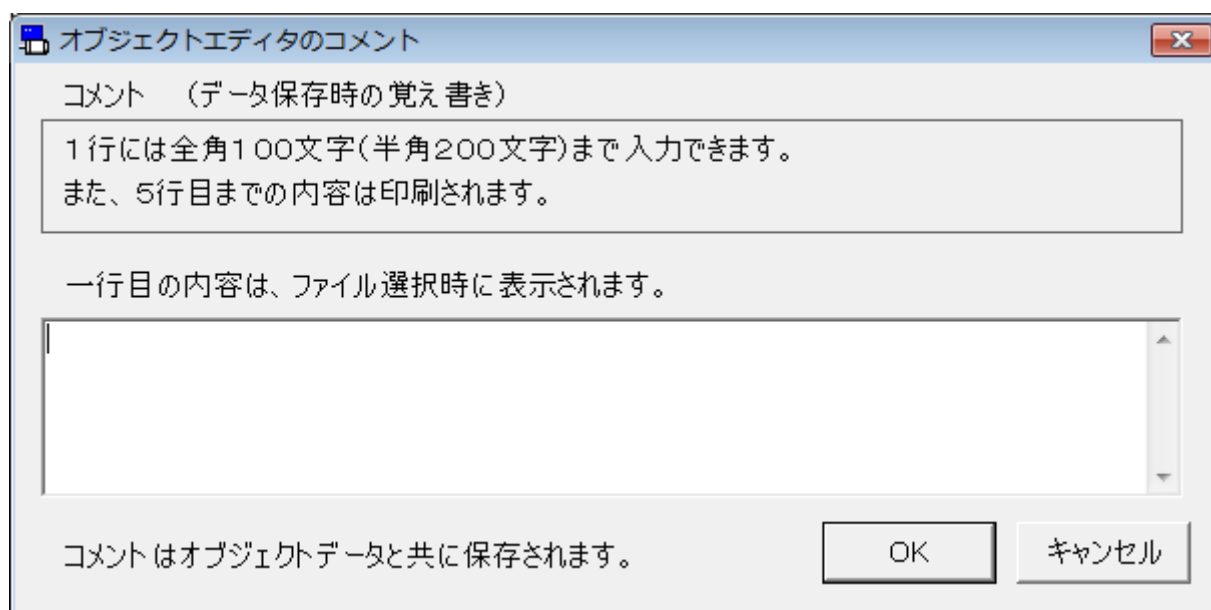 オブジェクトエディタのコメント
コメント　（データ保存時の覚え書き）
１行には全角１００文字(半角200文字)まで入力できます。
また、５行目までの内容は印刷されます。
一行目の内容は、ファイル選択時に表示されます。
コメントはオブジェクトデータと共に保存されます。
OK
キャンセル